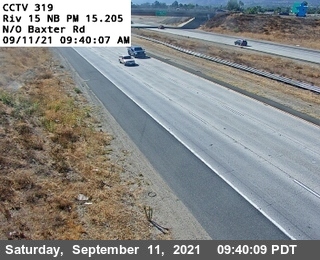 CCTV 319
Riv 15 NB PM 15.205
N/O Baxter Rd
09/11/21 09:40:07 AM
Saturday, September 11, 2021 09:40:09 PDT